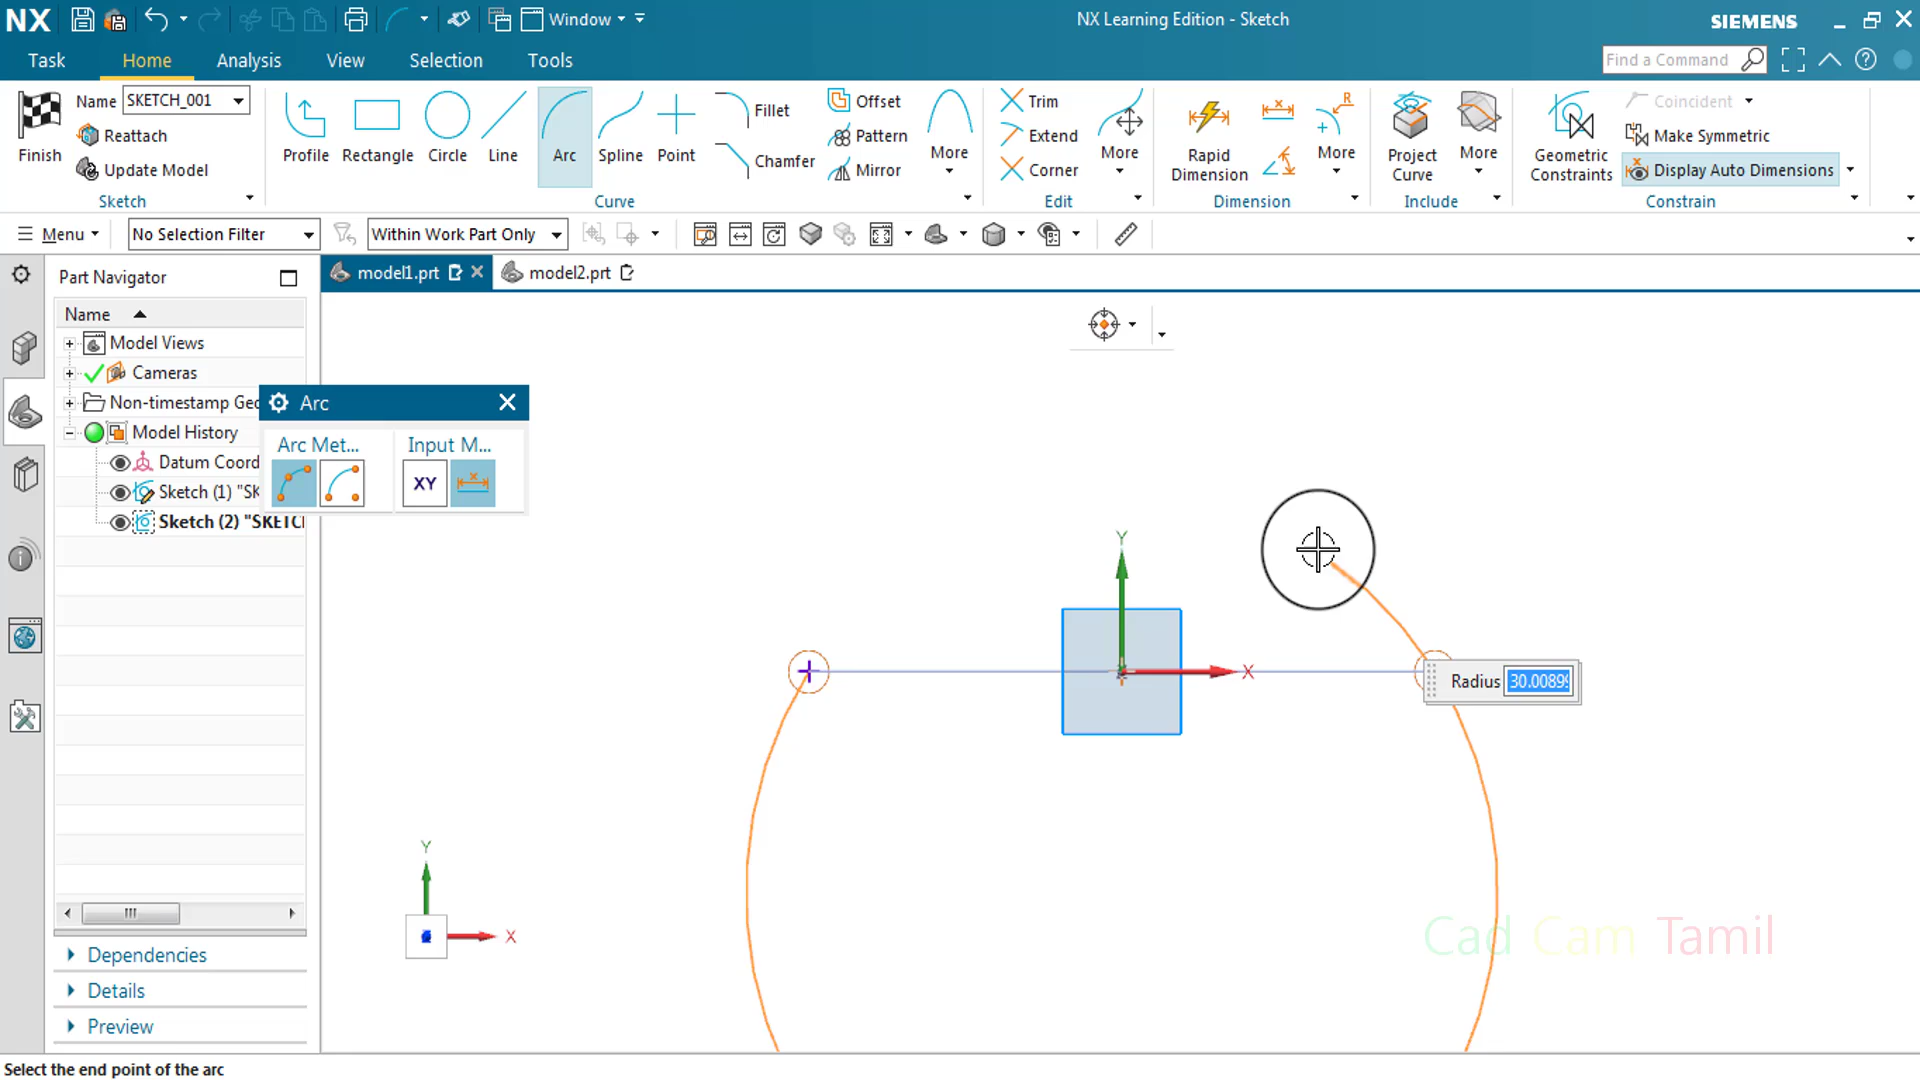 NX
Window
NX Learning Edition - Sketch
SIEMENS
Task
Home
Analysis
View
Selection
Tools
Find a Command
Finish
Name SKETCH_001
Reattach
Update Model
Sketch
Profile
Rectangle
Circle
Line
Arc
Spline
Point
Fillet
Chamfer
Offset
Pattern
Mirror
More
Curve
Trim
Extend
Corner
More
Edit
Rapid
Dimension
More
Dimension
Project
Curve
More
Include
Geometric
Constraints
Coincident
Make Symmetric
Display Auto Dimensions
Constrain
Menu
No Selection Filter
Within Work Part Only
Part Navigator
model1.prt
model2.prt
Name
Model Views
Cameras
Non-timestamp Geo
Model History
Datum Coord
Sketch (1) "SK
Sketch (2) "SKETC
Arc
Arc Met...
Input M...
XY
Y
X
Radius 30.0089
Y
X
Cad Cam Tamil
Dependencies
Details
Preview
Select the end point of the arc